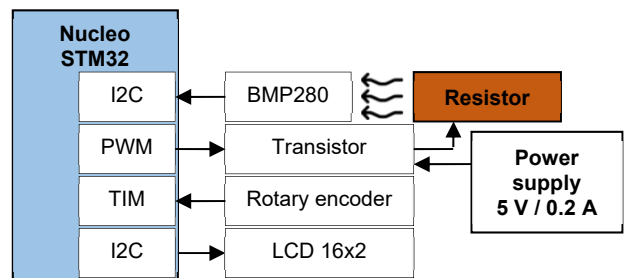 Nucleo
STM32
I2C
BMP280
Resistor
PWM
Transistor
Power
supply
5 V / 0.2 A
TIM
Rotary encoder
I2C
LCD 16x2